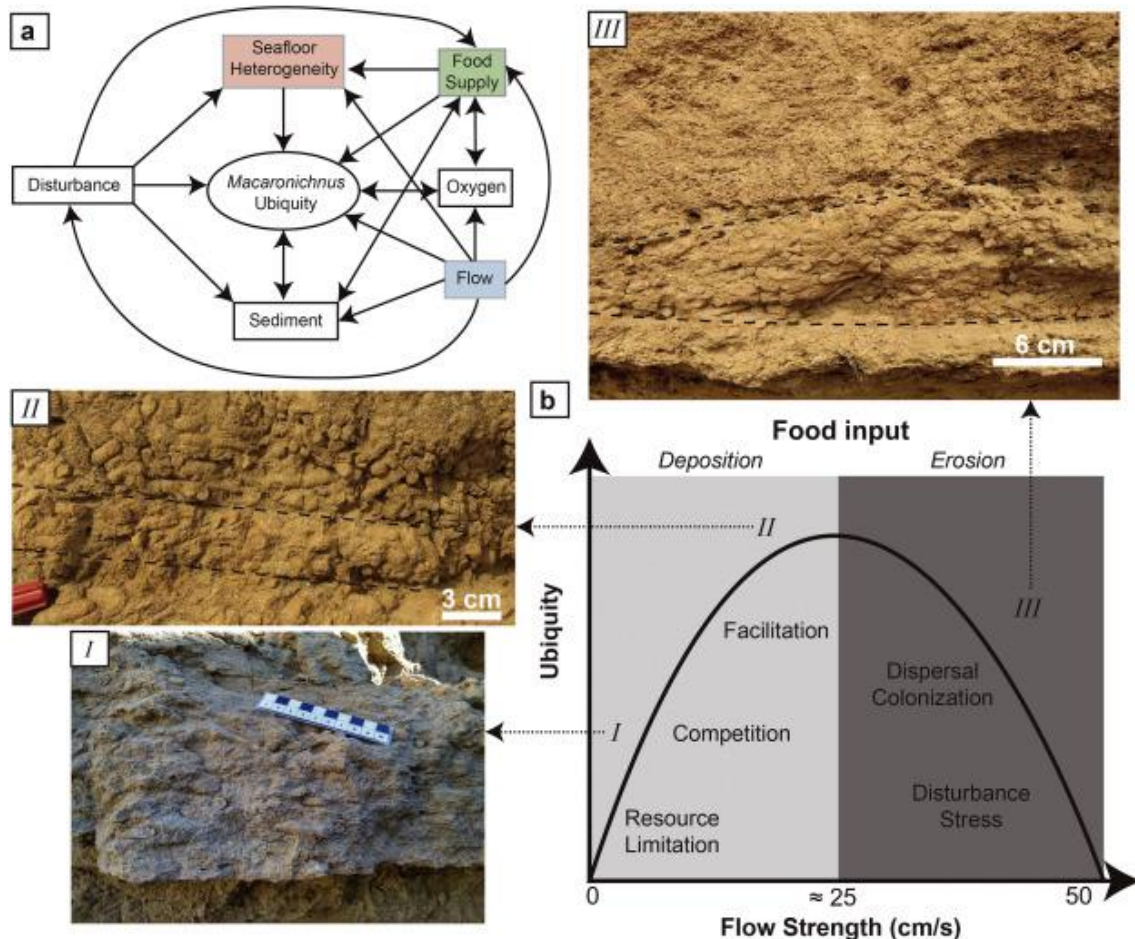 a
Seafloor
Heterogeneity
Food
Supply
Disturbance
Macaronichnus
Ubiquity
Oxygen
Flow
Sediment
III
6 cm
II
3 cm
I
b
Food input
Deposition
Erosion
II
III
I
Facilitation
Dispersal
Colonization
Competition
Disturbance
Stress
Resource
Limitation
Ubiquity
0
≈ 25
50
Flow Strength (cm/s)